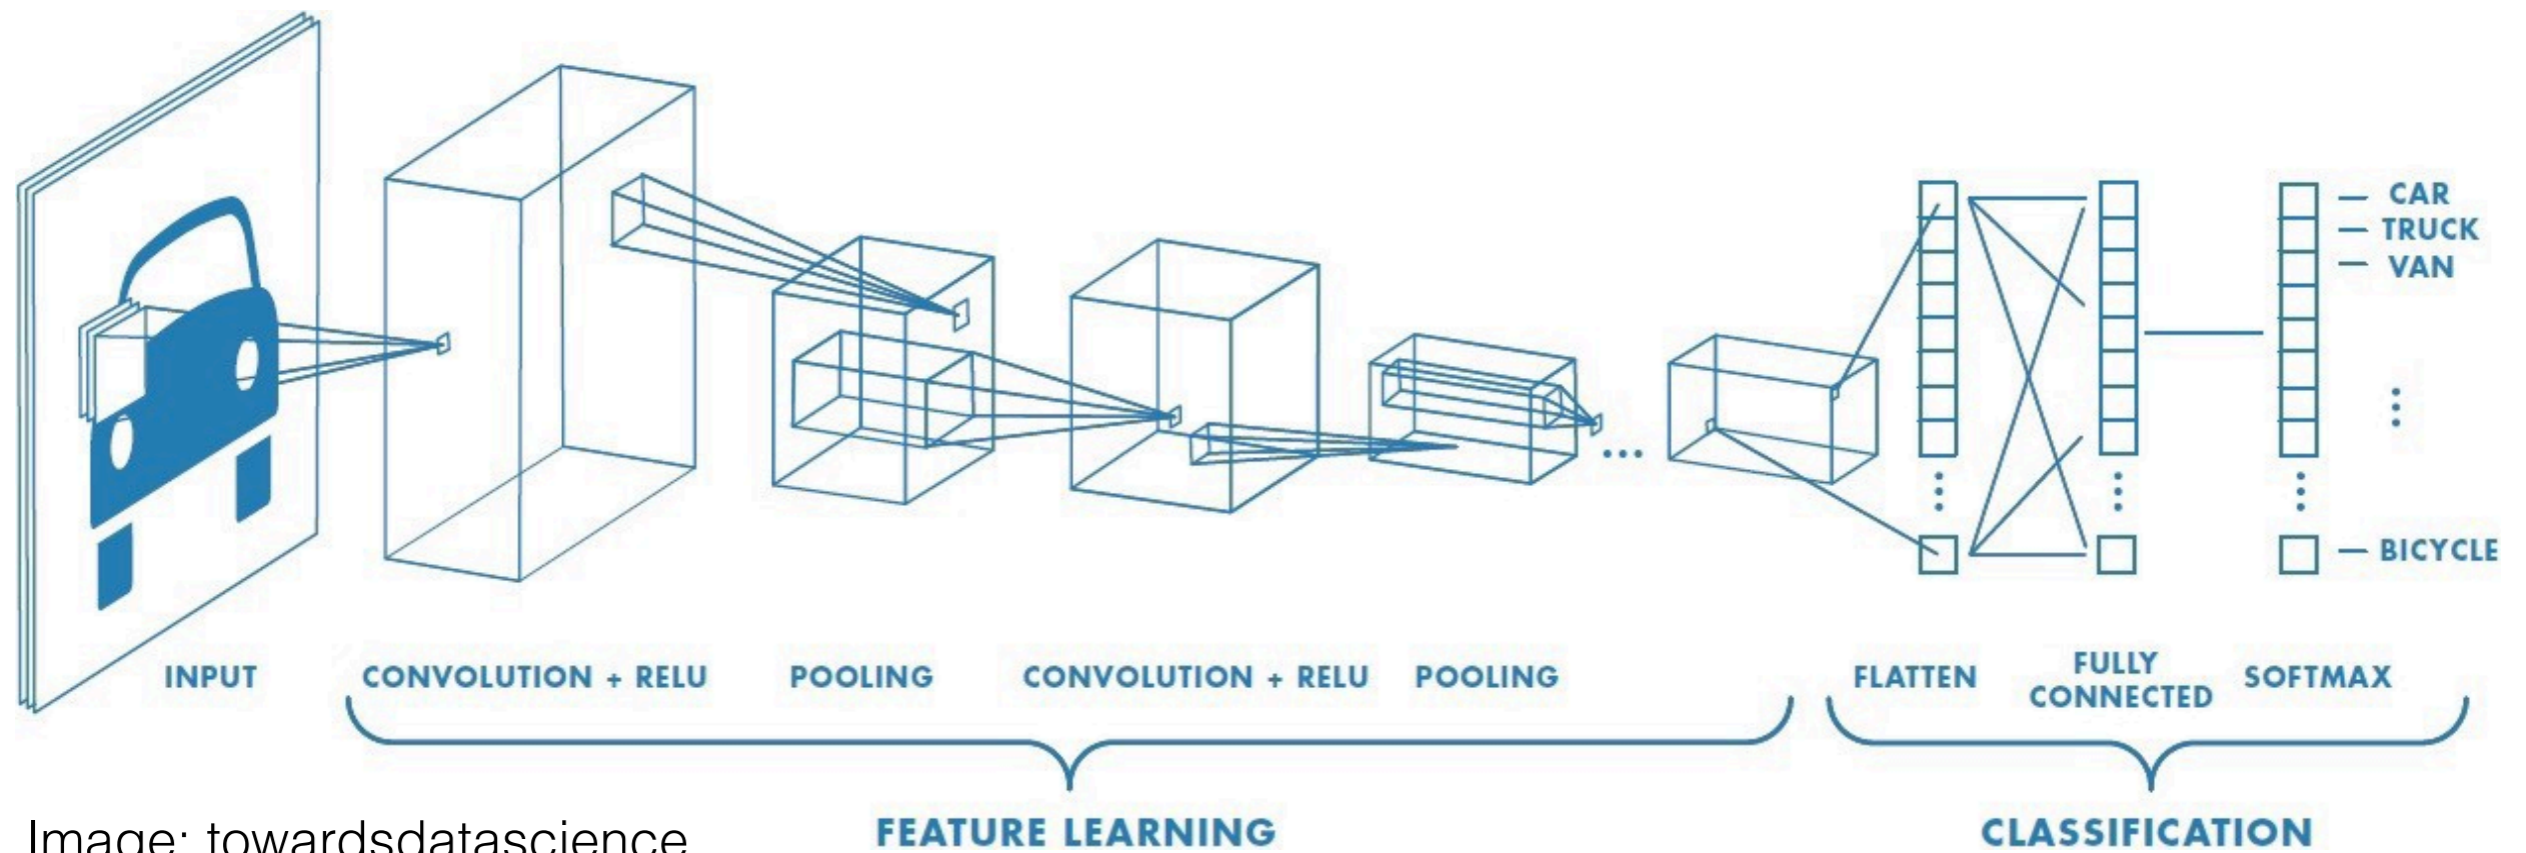 CAR
TRUCK
VAN
BICYCLE
INPUT
CONVOLUTION + RELU
POOLING
CONVOLUTION + RELU
POOLING
FLATTEN
FULLY
CONNECTED
SOFTMAX
FEATURE LEARNING
CLASSIFICATION
Image: towardsdatascience